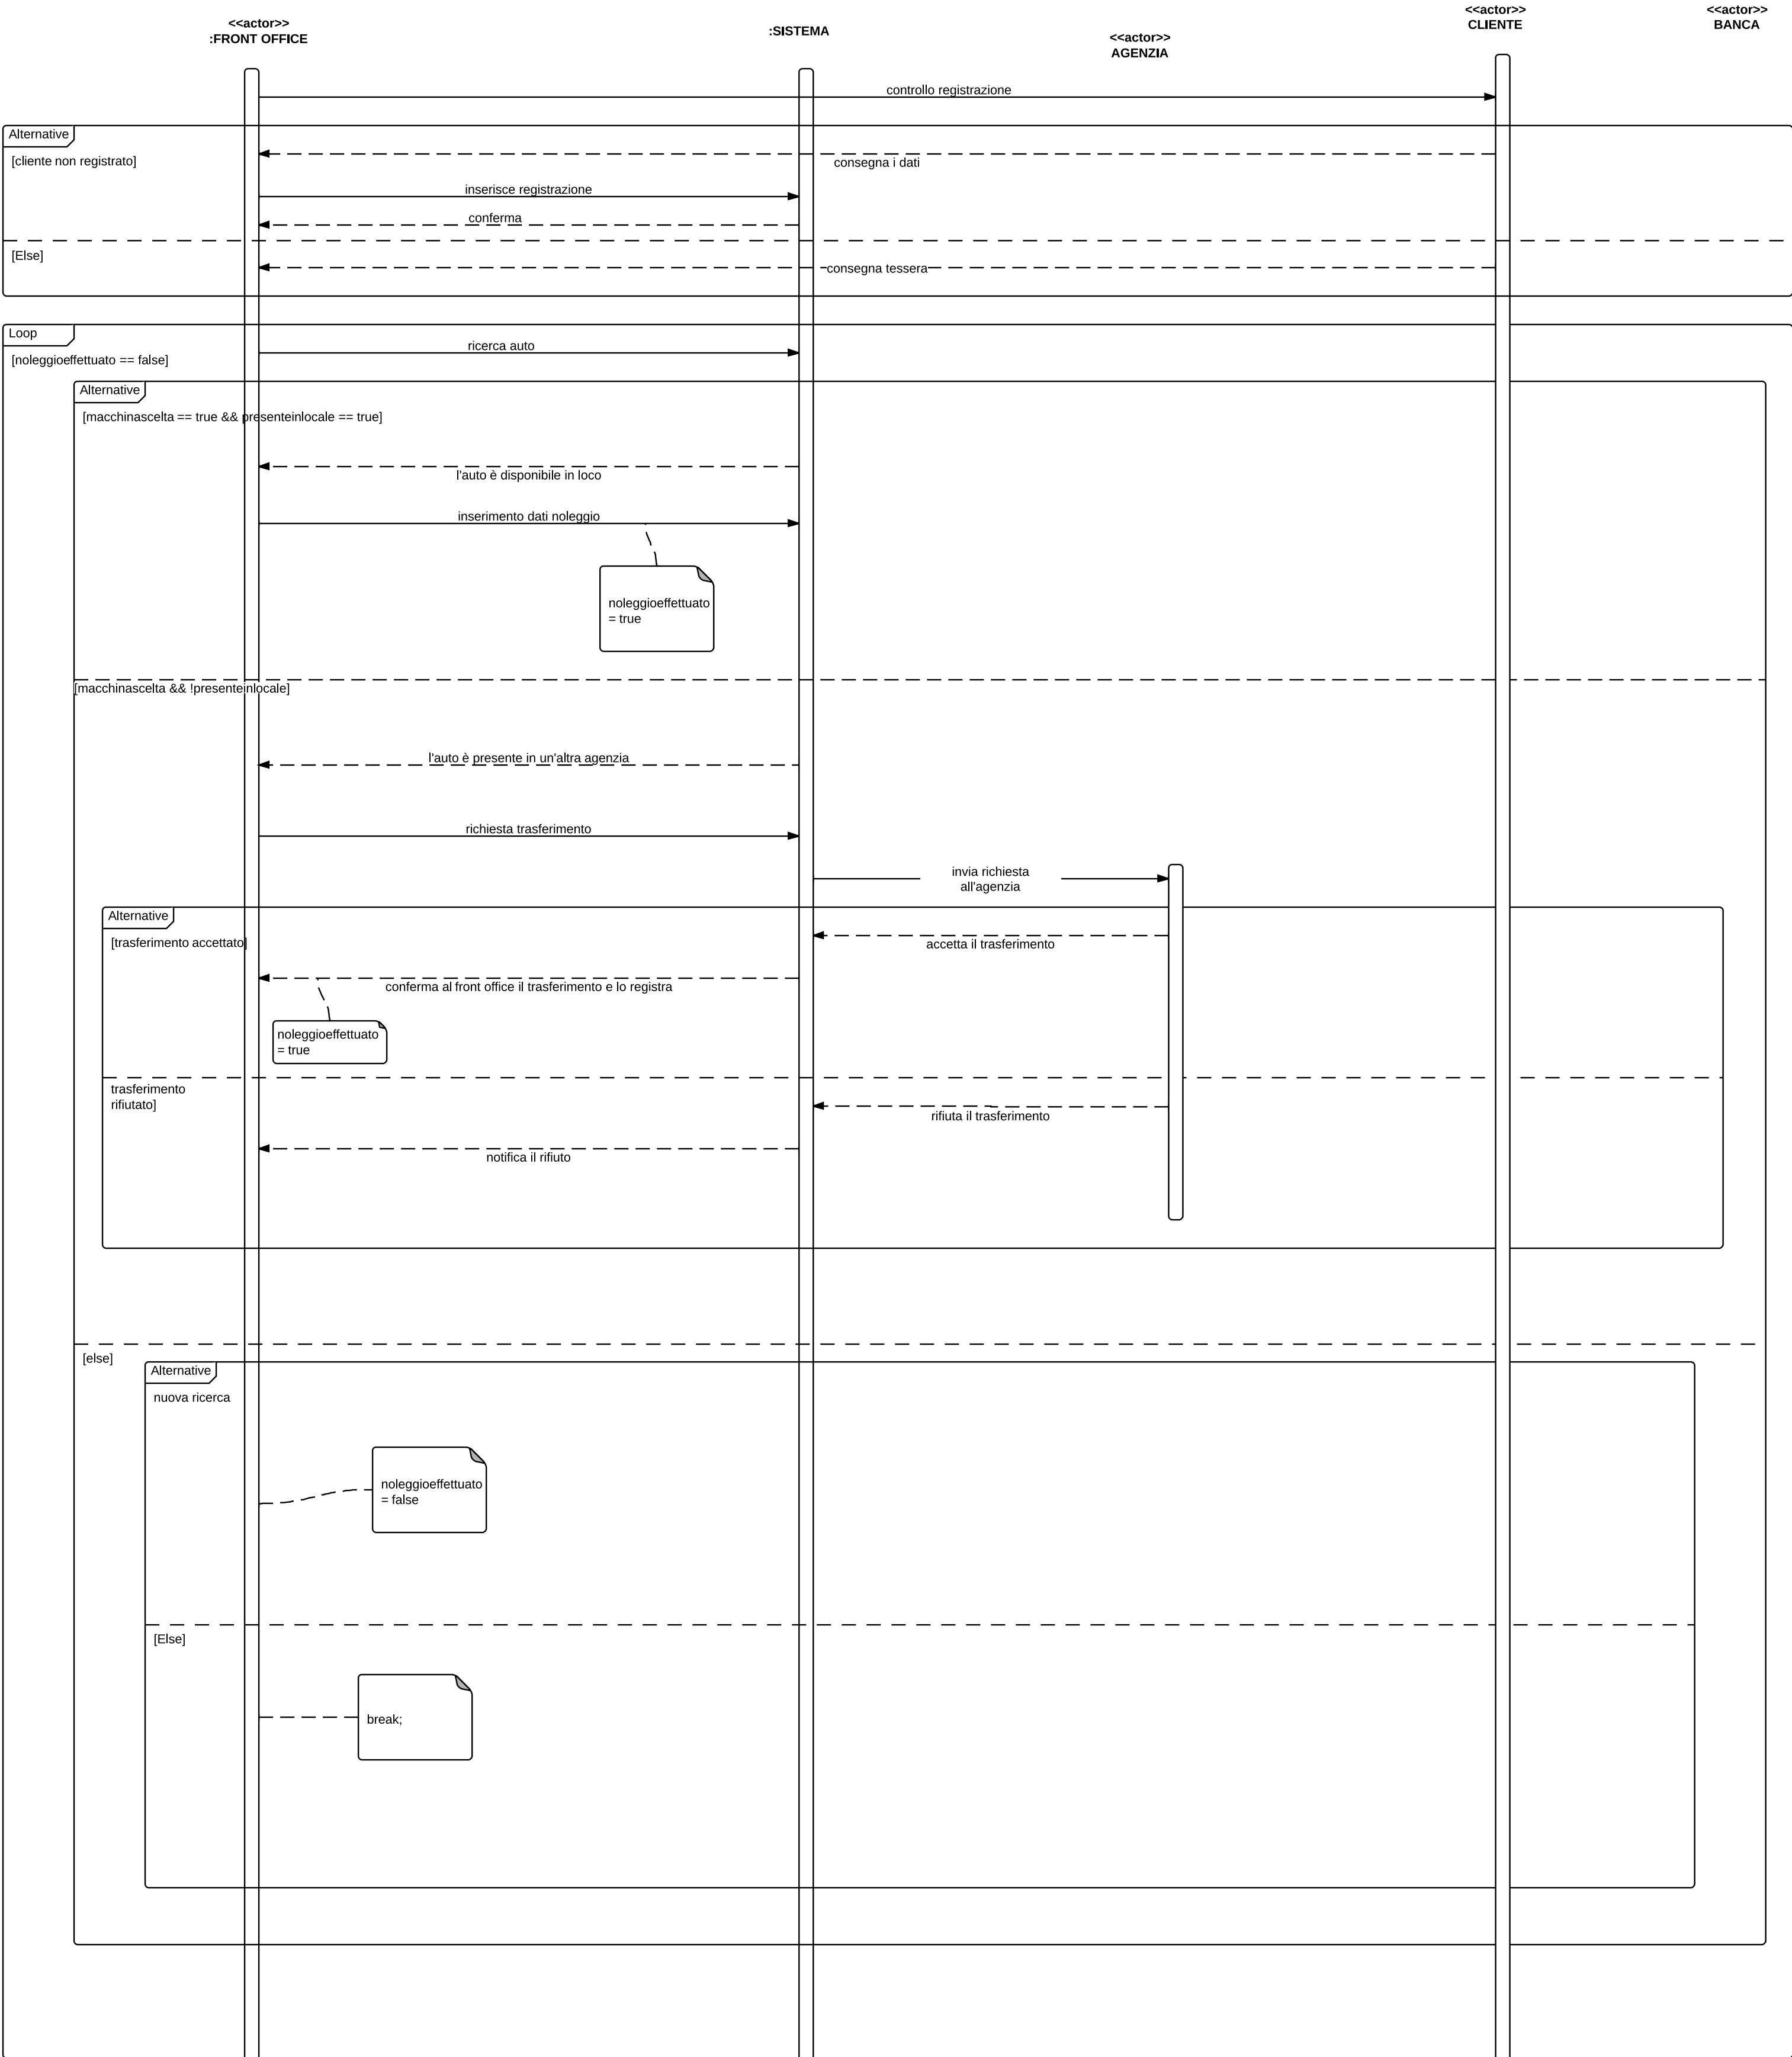 <<actor>>
:FRONT OFFICE
:SISTEMA
<<actor>>
AGENZIA
<<actor>>
CLIENTE
<<actor>>
BANCA
controllo registrazione
Alternative
[cliente non registrato]
consegna i dati
inserisce registrazione
conferma
[Else]
consegna tessera
Loop
[noleggioeffettuato == false]
ricerca auto
Alternative
[macchinascelta == true && presenteinlocale == true]
l'auto è disponibile in loco
inserimento dati noleggio
noleggioeffettuato
= true
[macchinascelta && !presenteinlocale]
l'auto è presente in un'altra agenzia
richiesta trasferimento
invia richiesta
all'agenzia
Alternative
[trasferimento accettato]
accetta il trasferimento
conferma al front office il trasferimento e lo registra
noleggioeffettuato
= true
trasferimento
rifiutato]
rifiuta il trasferimento
notifica il rifiuto
[else]
Alternative
nuova ricerca
noleggioeffettuato
= false
[Else]
break;